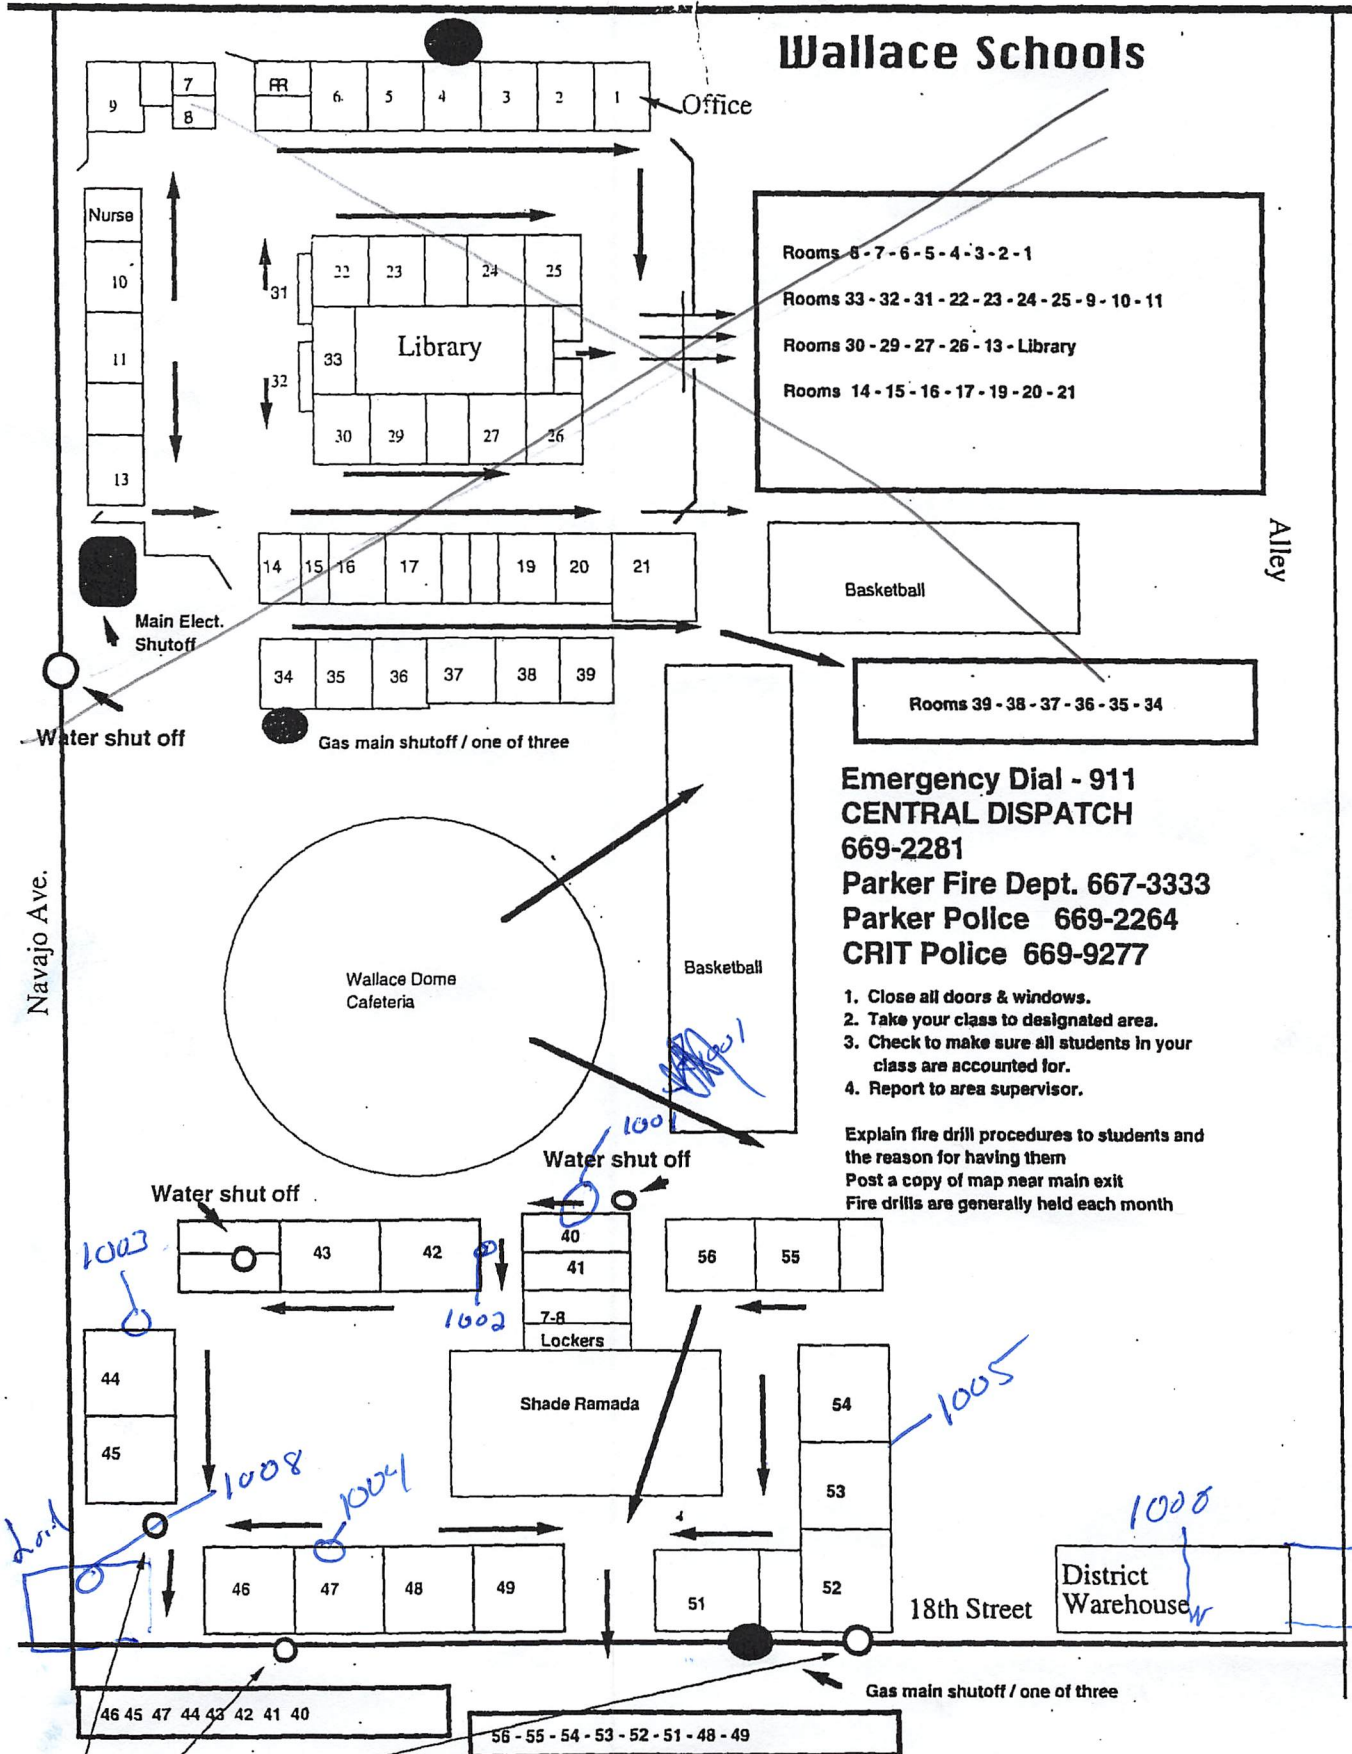 Wallace Schools
9
7
8
RR
6
5
4
3
2
1
Office
Nurse
10
11
13
31
32
22
23
24
25
33
Library
30
29
27
26
Rooms 8 - 7 - 6 - 5 - 4 - 3 - 2 - 1
Rooms 33 - 32 - 31 - 22 - 23 - 24 - 25 - 9 - 10 - 11
Rooms 30 - 29 - 27 - 26 - 13 - Library
Rooms 14 - 15 - 16 - 17 - 19 - 20 - 21
Alley
14
15
16
17
19
20
21
Basketball
Main Elect.
Shutoff
34
35
36
37
38
39
Rooms 39 - 38 - 37 - 36 - 35 - 34
Water shut off
Gas main shutoff / one of three
Emergency Dial - 911
CENTRAL DISPATCH
669-2281
Parker Fire Dept. 667-3333
Parker Police 669-2264
CRIT Police 669-9277
Navajo Ave.
Wallace Dome
Cafeteria
Basketball
1. Close all doors & windows.
2. Take your class to designated area.
3. Check to make sure all students in your
class are accounted for.
4. Report to area supervisor.
Explain fire drill procedures to students and
the reason for having them
Post a copy of map near main exit
Fire drills are generally held each month
1001
Water shut off
Water shut off
1003
43
42
1002
40
41
7-8
Lockers
56
55
44
45
Shade Ramada
54
53
52
1005
1008
1004
46
47
48
49
51
18th Street
District
Warehouse
Gas main shutoff / one of three
46 45 47 44 43 42 41 40
56 - 55 - 54 - 53 - 52 - 51 - 48 - 49